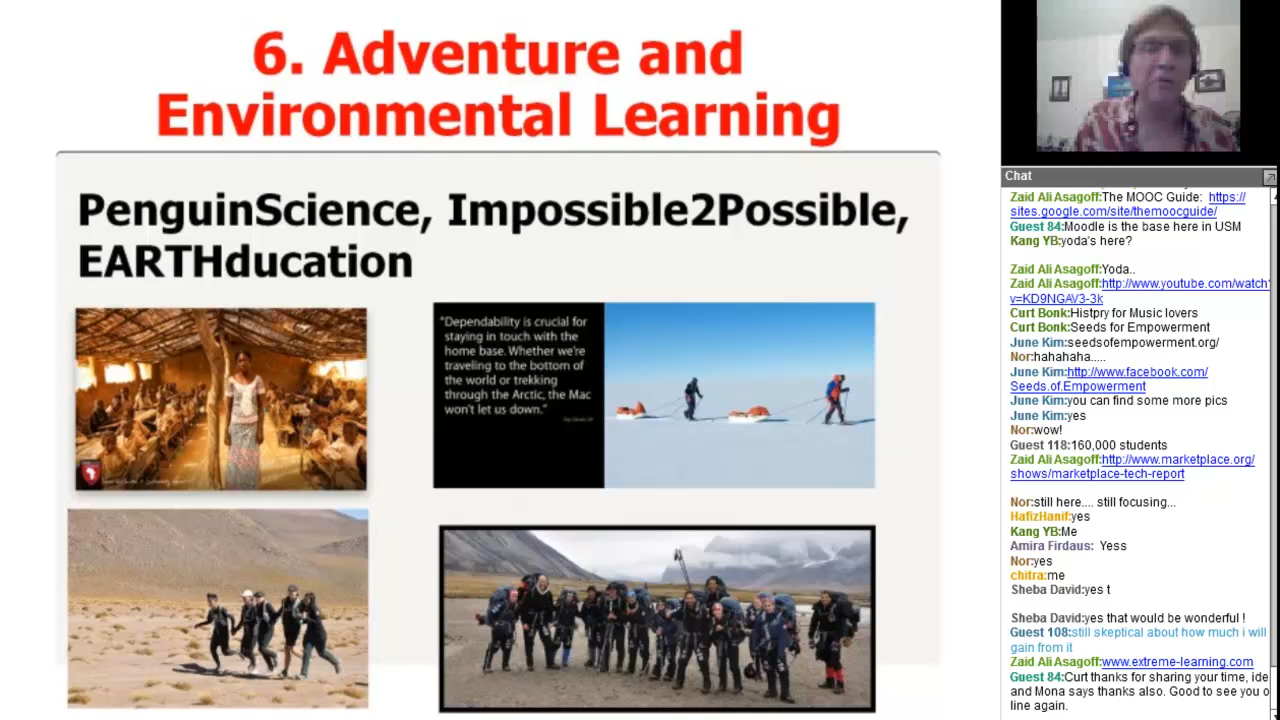 6. Adventure and
Environmental Learning
PenguinScience, Impossible2Possible,
EARTHducation
"Dependability is crucial for
staying in touch with the
home base. Whether we're
traveling to the bottom of
the world or trekking
through the Arctic, the Mac
won't let us down."
Chat
Zaid Ali Asagoff:The MOOC Guide: https://
sites.google.com/site/themoocguide/
Guest 84:Moodle is the base here in USM
Kang YB:yoda's here?
Zaid Ali Asagoff:Yoda..
Zaid Ali Asagoff:http://www.youtube.com/watch?
v=KD9NGAV3-3k
Curt Bonk:Histpry for Music lovers
Curt Bonk:Seeds for Empowerment
June Kim:seedsofempowerment.org/
Nor:hahahaha.....
June Kim:http://www.facebook.com/
Seeds.of.Empowerment
June Kim:you can find some more pics
June Kim:yes
Nor:wow!
Guest 118:160,000 students
Zaid Ali Asagoff:http://www.marketplace.org/
shows/marketplace-tech-report
Nor:still here.... still focusing...
HafizHanif:yes
Kang YB:Me
Amira Firdaus: Yess
Nor:yes
chitra:me
Sheba David:yes t
Sheba David:yes that would be wonderful !
Guest 108:still skeptical about how much i will
gain from it
Zaid Ali Asagoff:www.extreme-learning.com
Guest 84:Curt thanks for sharing your time, ide
and Mona says thanks also. Good to see you o
line again.